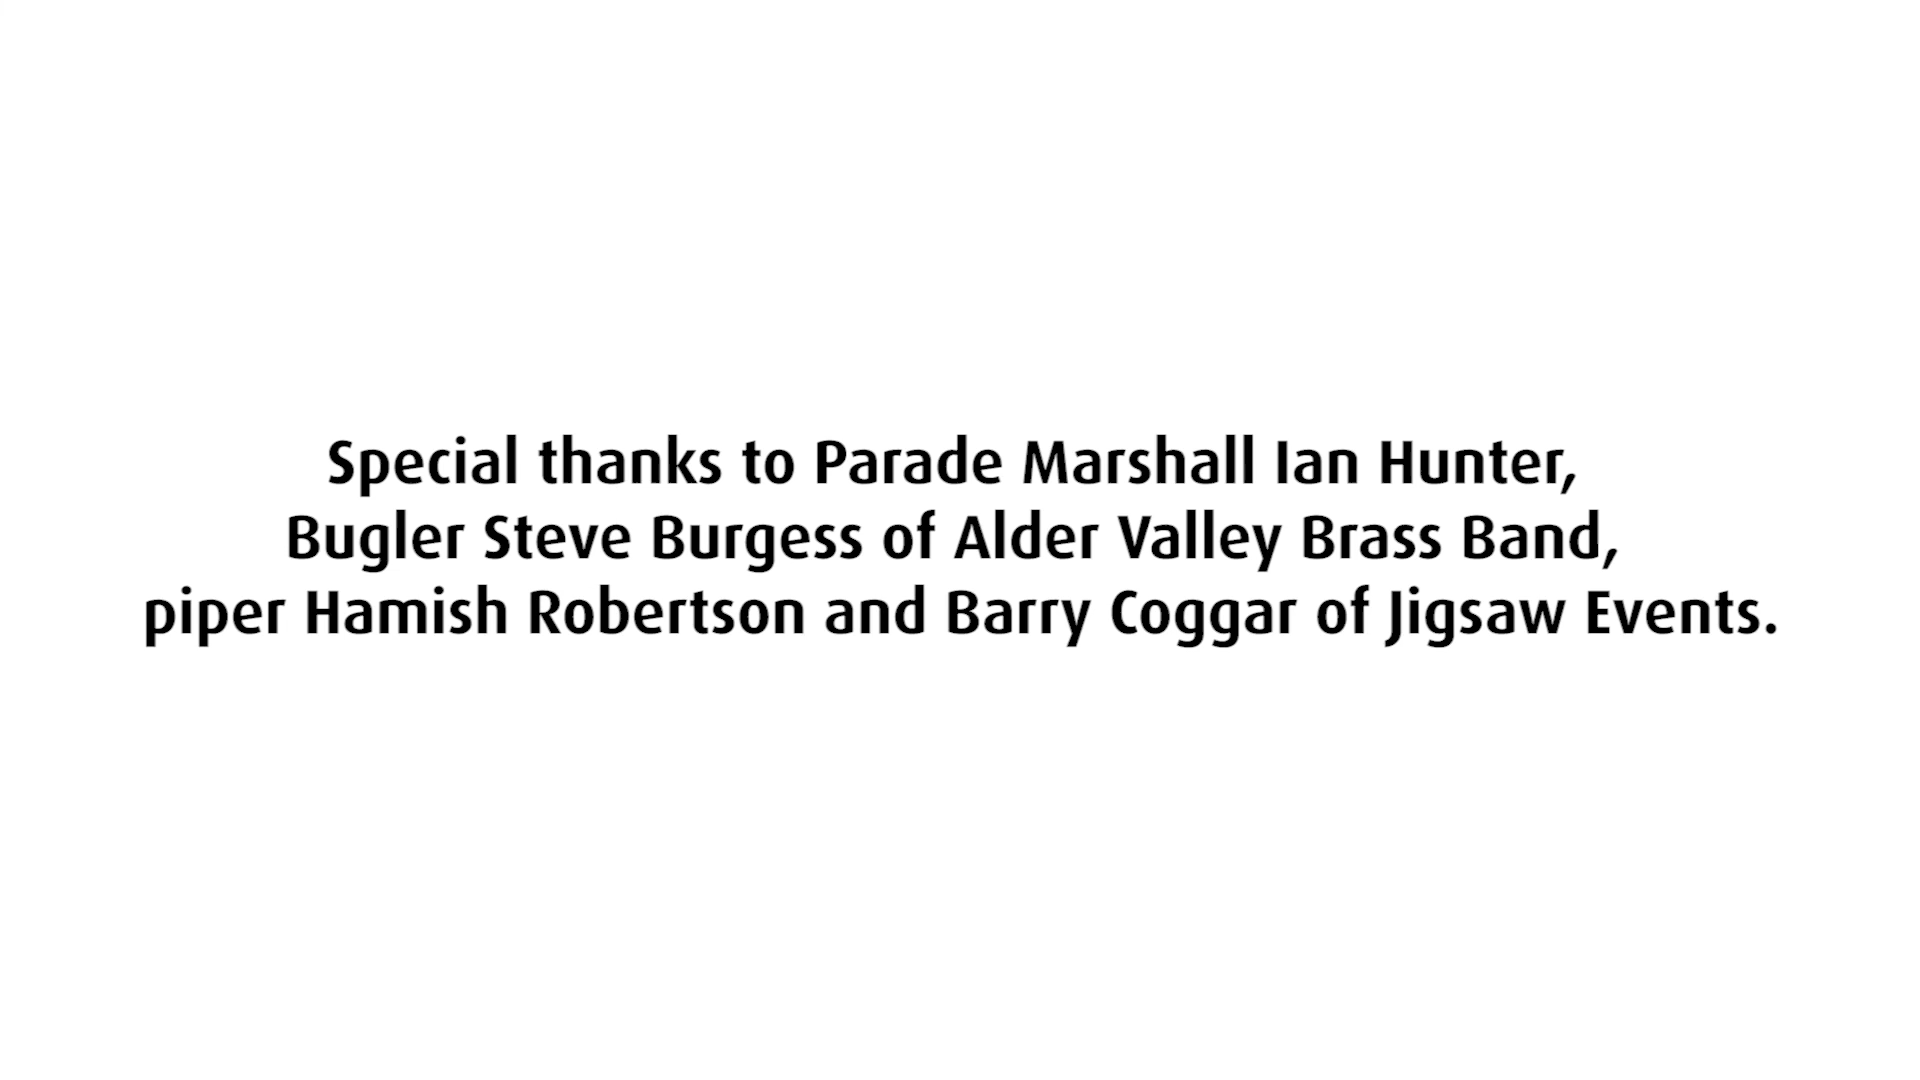 Special thanks to Parade Marshall Ian Hunter,
Bugler Steve Burgess of Alder Valley Brass Band,
piper Hamish Robertson and Barry Coggar of Jigsaw Events.